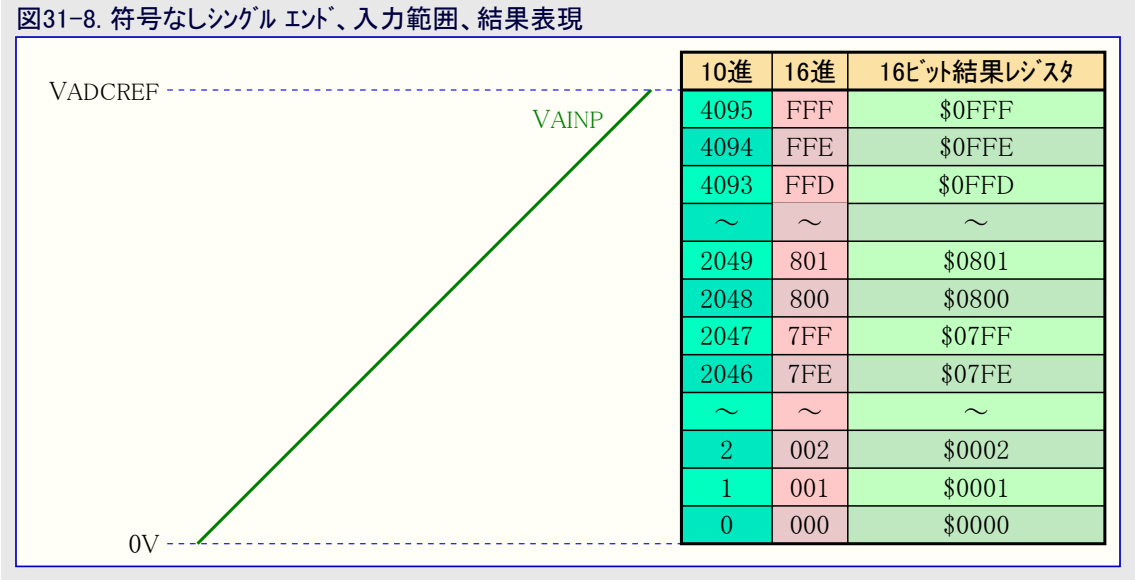 図31-8. 符号なしｼﾝｸﾞﾙ ｴﾝﾄﾞ、入力範囲、結果表現
VADCREF
VAINP
0V
10進 16進 16ﾋﾞｯﾄ結果ﾚｼﾞｽﾀ
4095 FFF $0FFF
4094 FFE $0FFE
4093 FFD $0FFD
～ ～ ～
2049 801 $0801
2048 800 $0800
2047 7FF $07FF
2046 7FE $07FE
～ ～ ～
2 002 $0002
1 001 $0001
0 000 $0000